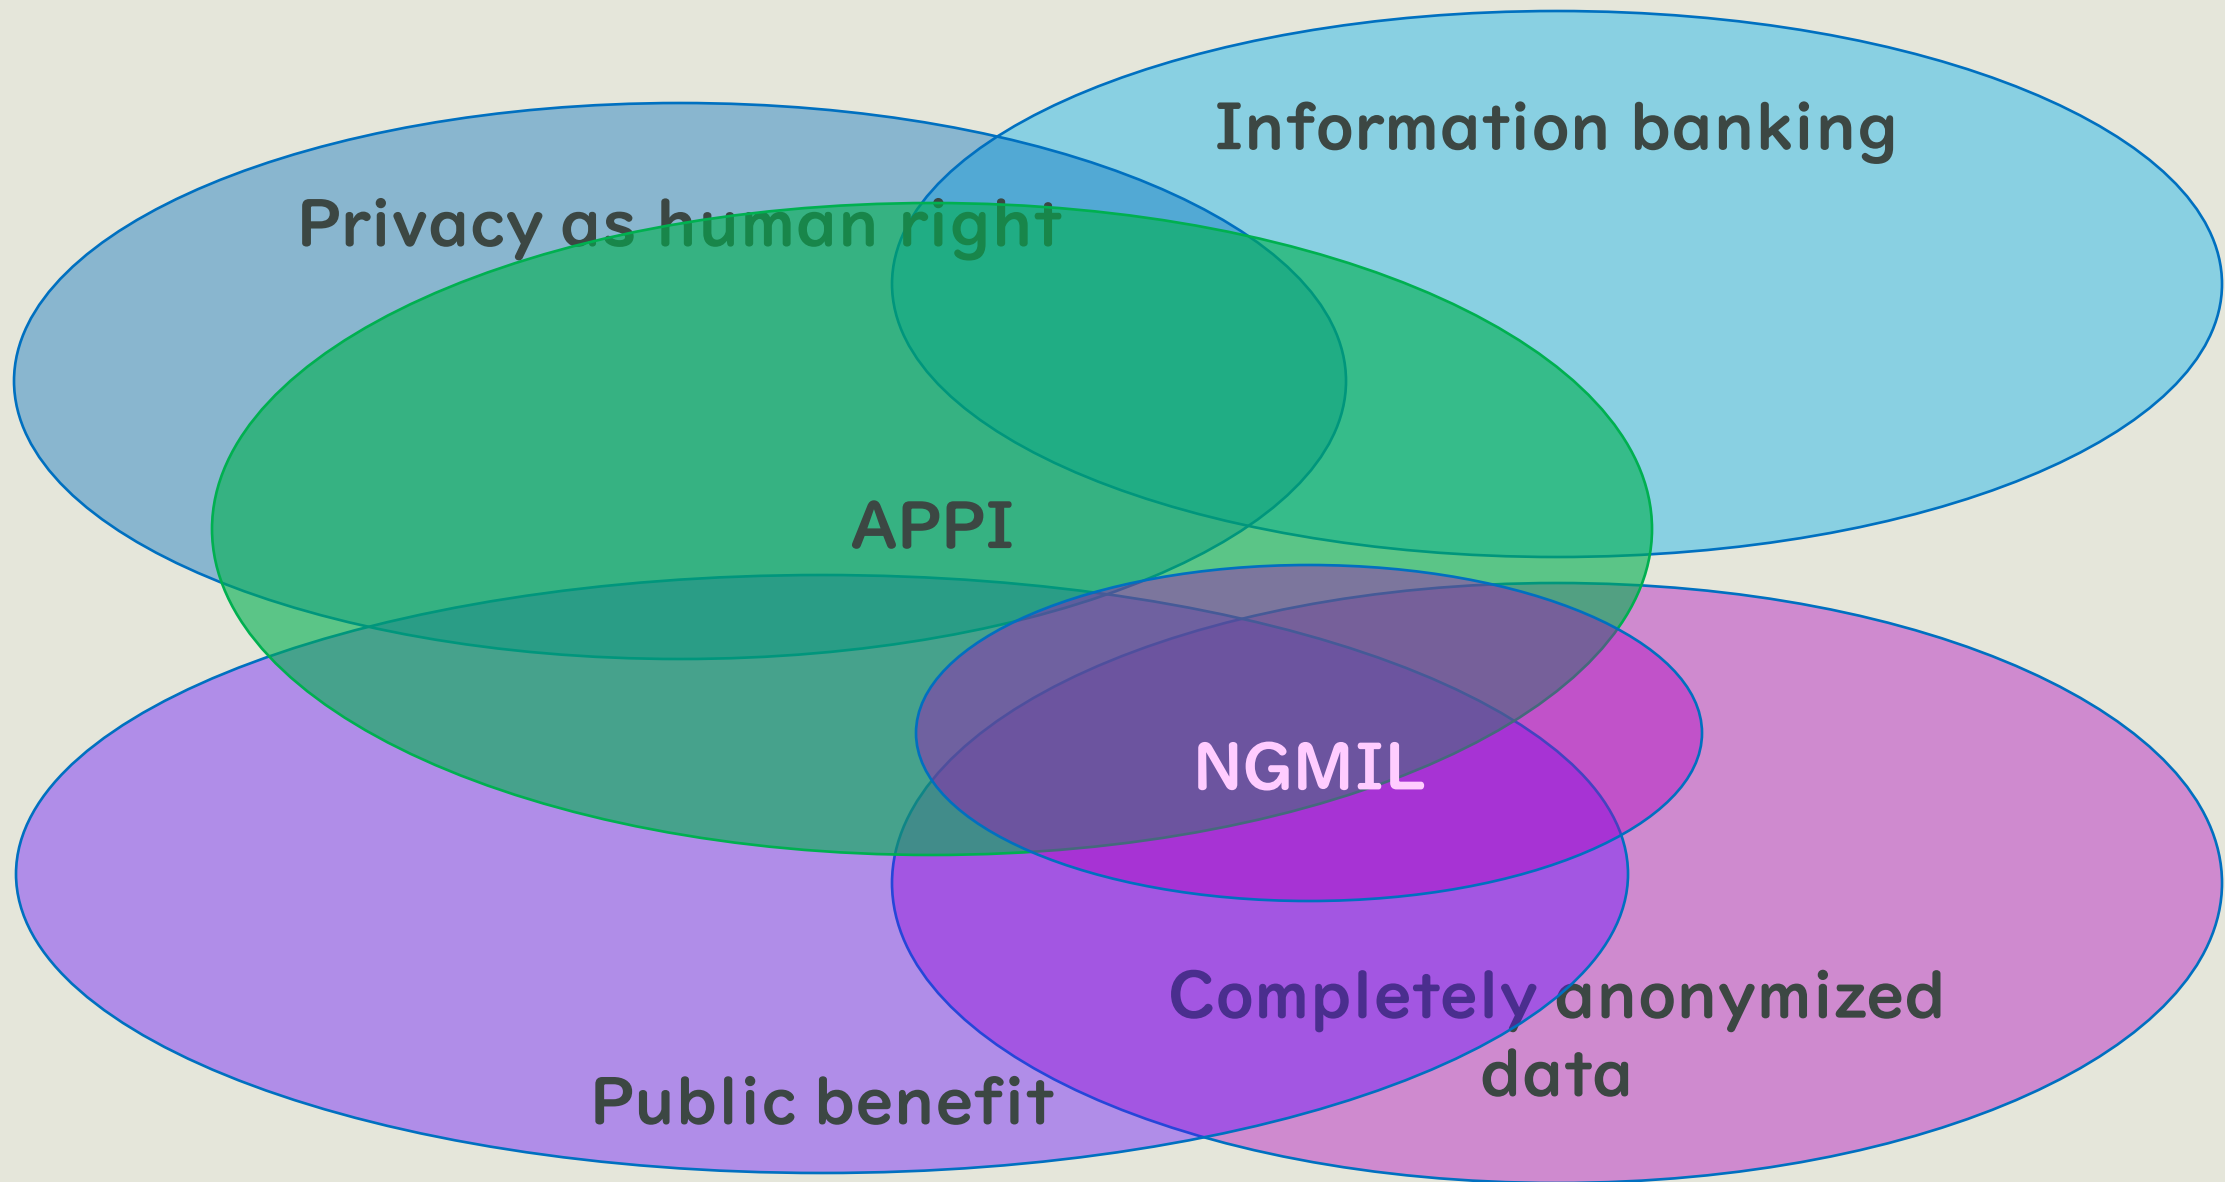 Information banking
Privacy as human right
APPI
NGMIL
Completely anonymized
data
Public benefit